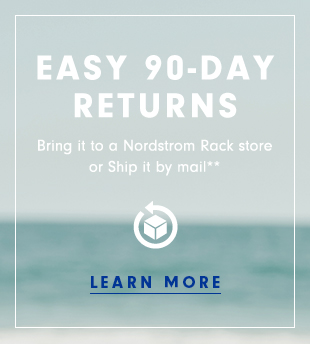 EASY 90-DAY
RETURNS
Bring it to a Nordstrom Rack store
or Ship it by mail**
LEARN MORE